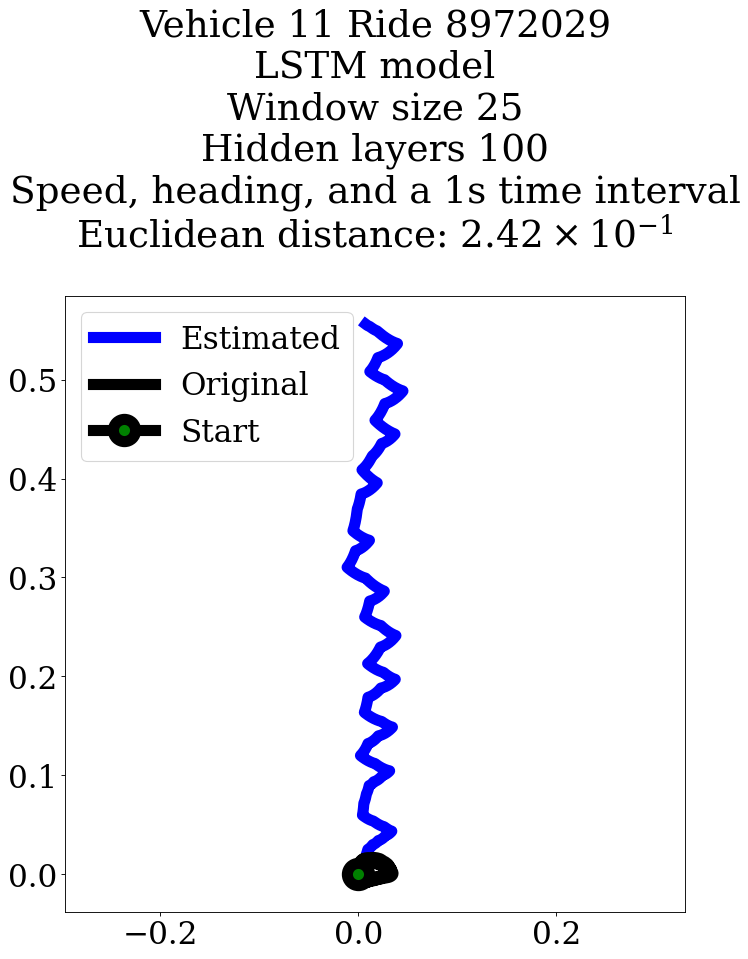 Vehicle 11 Ride 8972029
LSTM model
Window size 25
Hidden layers 100
Speed, heading, and a 1s time interval
Euclidean distance: 2.42 × 10⁻¹
Estimated
Original
Start
0.5
0.4
0.3
0.2
0.1
0.0
−0.2 0.0 0.2